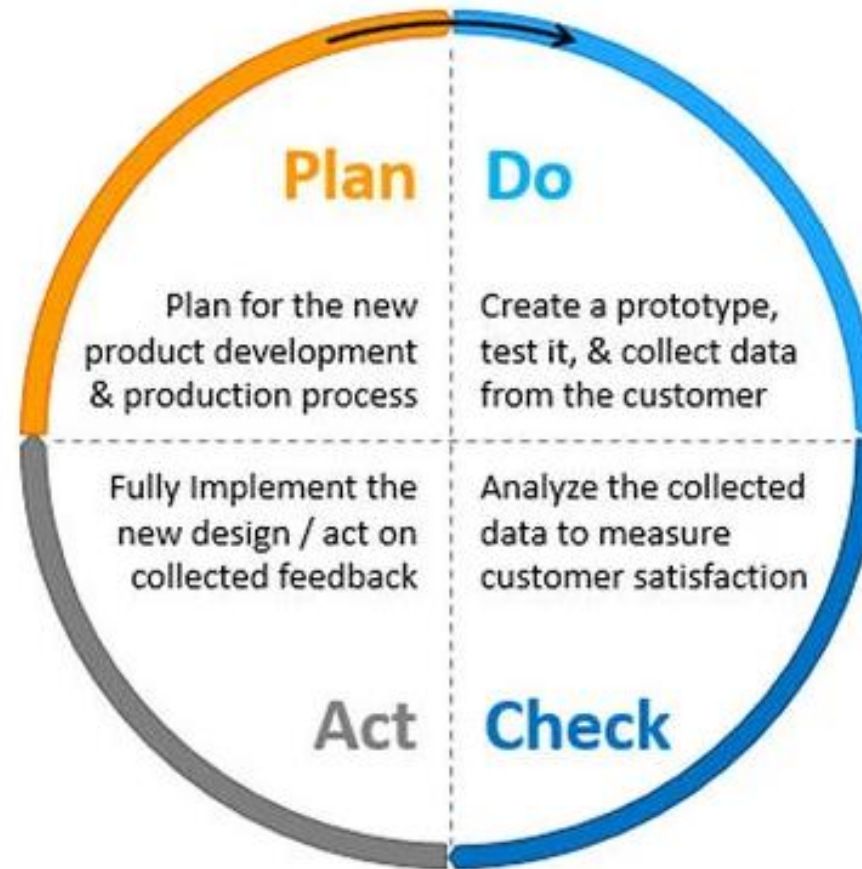 Plan
Plan for the new
product development
& production process
Do
Create a prototype,
test it, & collect data
from the customer
Check
Analyze the collected
data to measure
customer satisfaction
Act
Fully Implement the
new design / act on
collected feedback